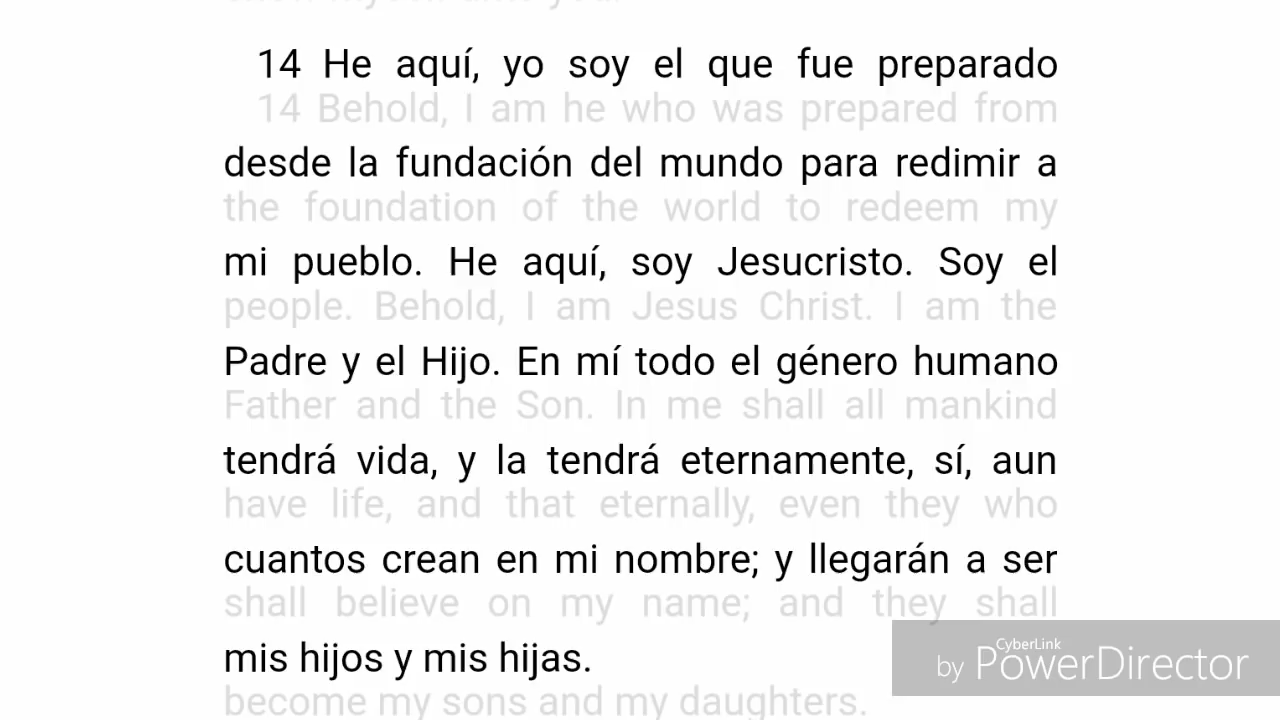 14 He aquí, yo soy el que fue preparado
14 Behold, I am he who was prepared from
desde la fundación del mundo para redimir a
the foundation of the world to redeem my
mi pueblo. He aquí, soy Jesucristo. Soy el
people. Behold, I am Jesus Christ. I am the
Padre y el Hijo. En mí todo el género humano
Father and the Son. In me shall all mankind
tendrá vida, y la tendrá eternamente, sí, aun
have life, and that eternally, even they who
cuantos crean en mi nombre; y llegarán a ser
shall believe on my name; and they shall
mis hijos y mis hijas.
become my sons and my daughters.
CyberLink
by PowerDirector